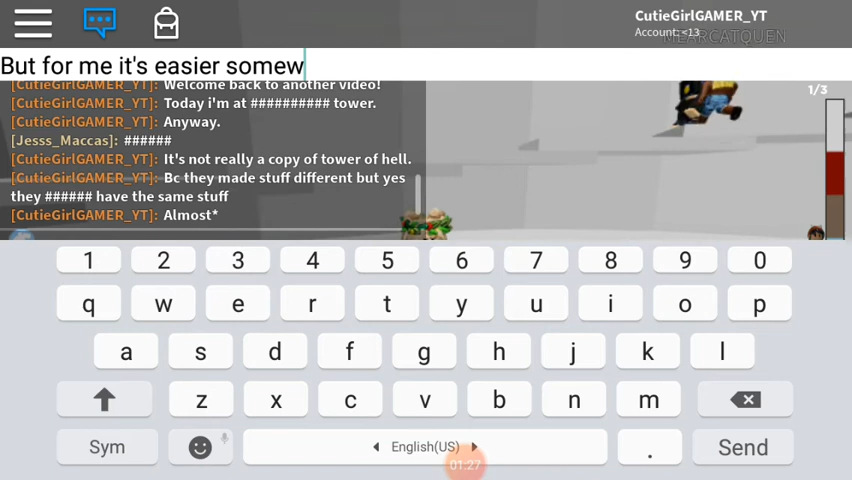 CutieGirlGAMER_YT
Account: <13
MEARCATQUEN
But for me it's easier somew
1/3
[CutieGirlGAMER_YT]: Welcome back to another video!
[CutieGirlGAMER_YT]: Today i'm at ########## tower.
[CutieGirlGAMER_YT]: Anyway.
[Jesss_Maccas]: ######
[CutieGirlGAMER_YT]: It's not really a copy of tower of hell.
[CutieGirlGAMER_YT]: Bc they made stuff different but yes
they ###### have the same stuff
[CutieGirlGAMER_YT]: Almost*
1 2 3 4 5 6 7 8 9 0
q w e r t y u i o p
a s d f g h j k l
z x c v b n m
Sym English(US) . Send
01:27